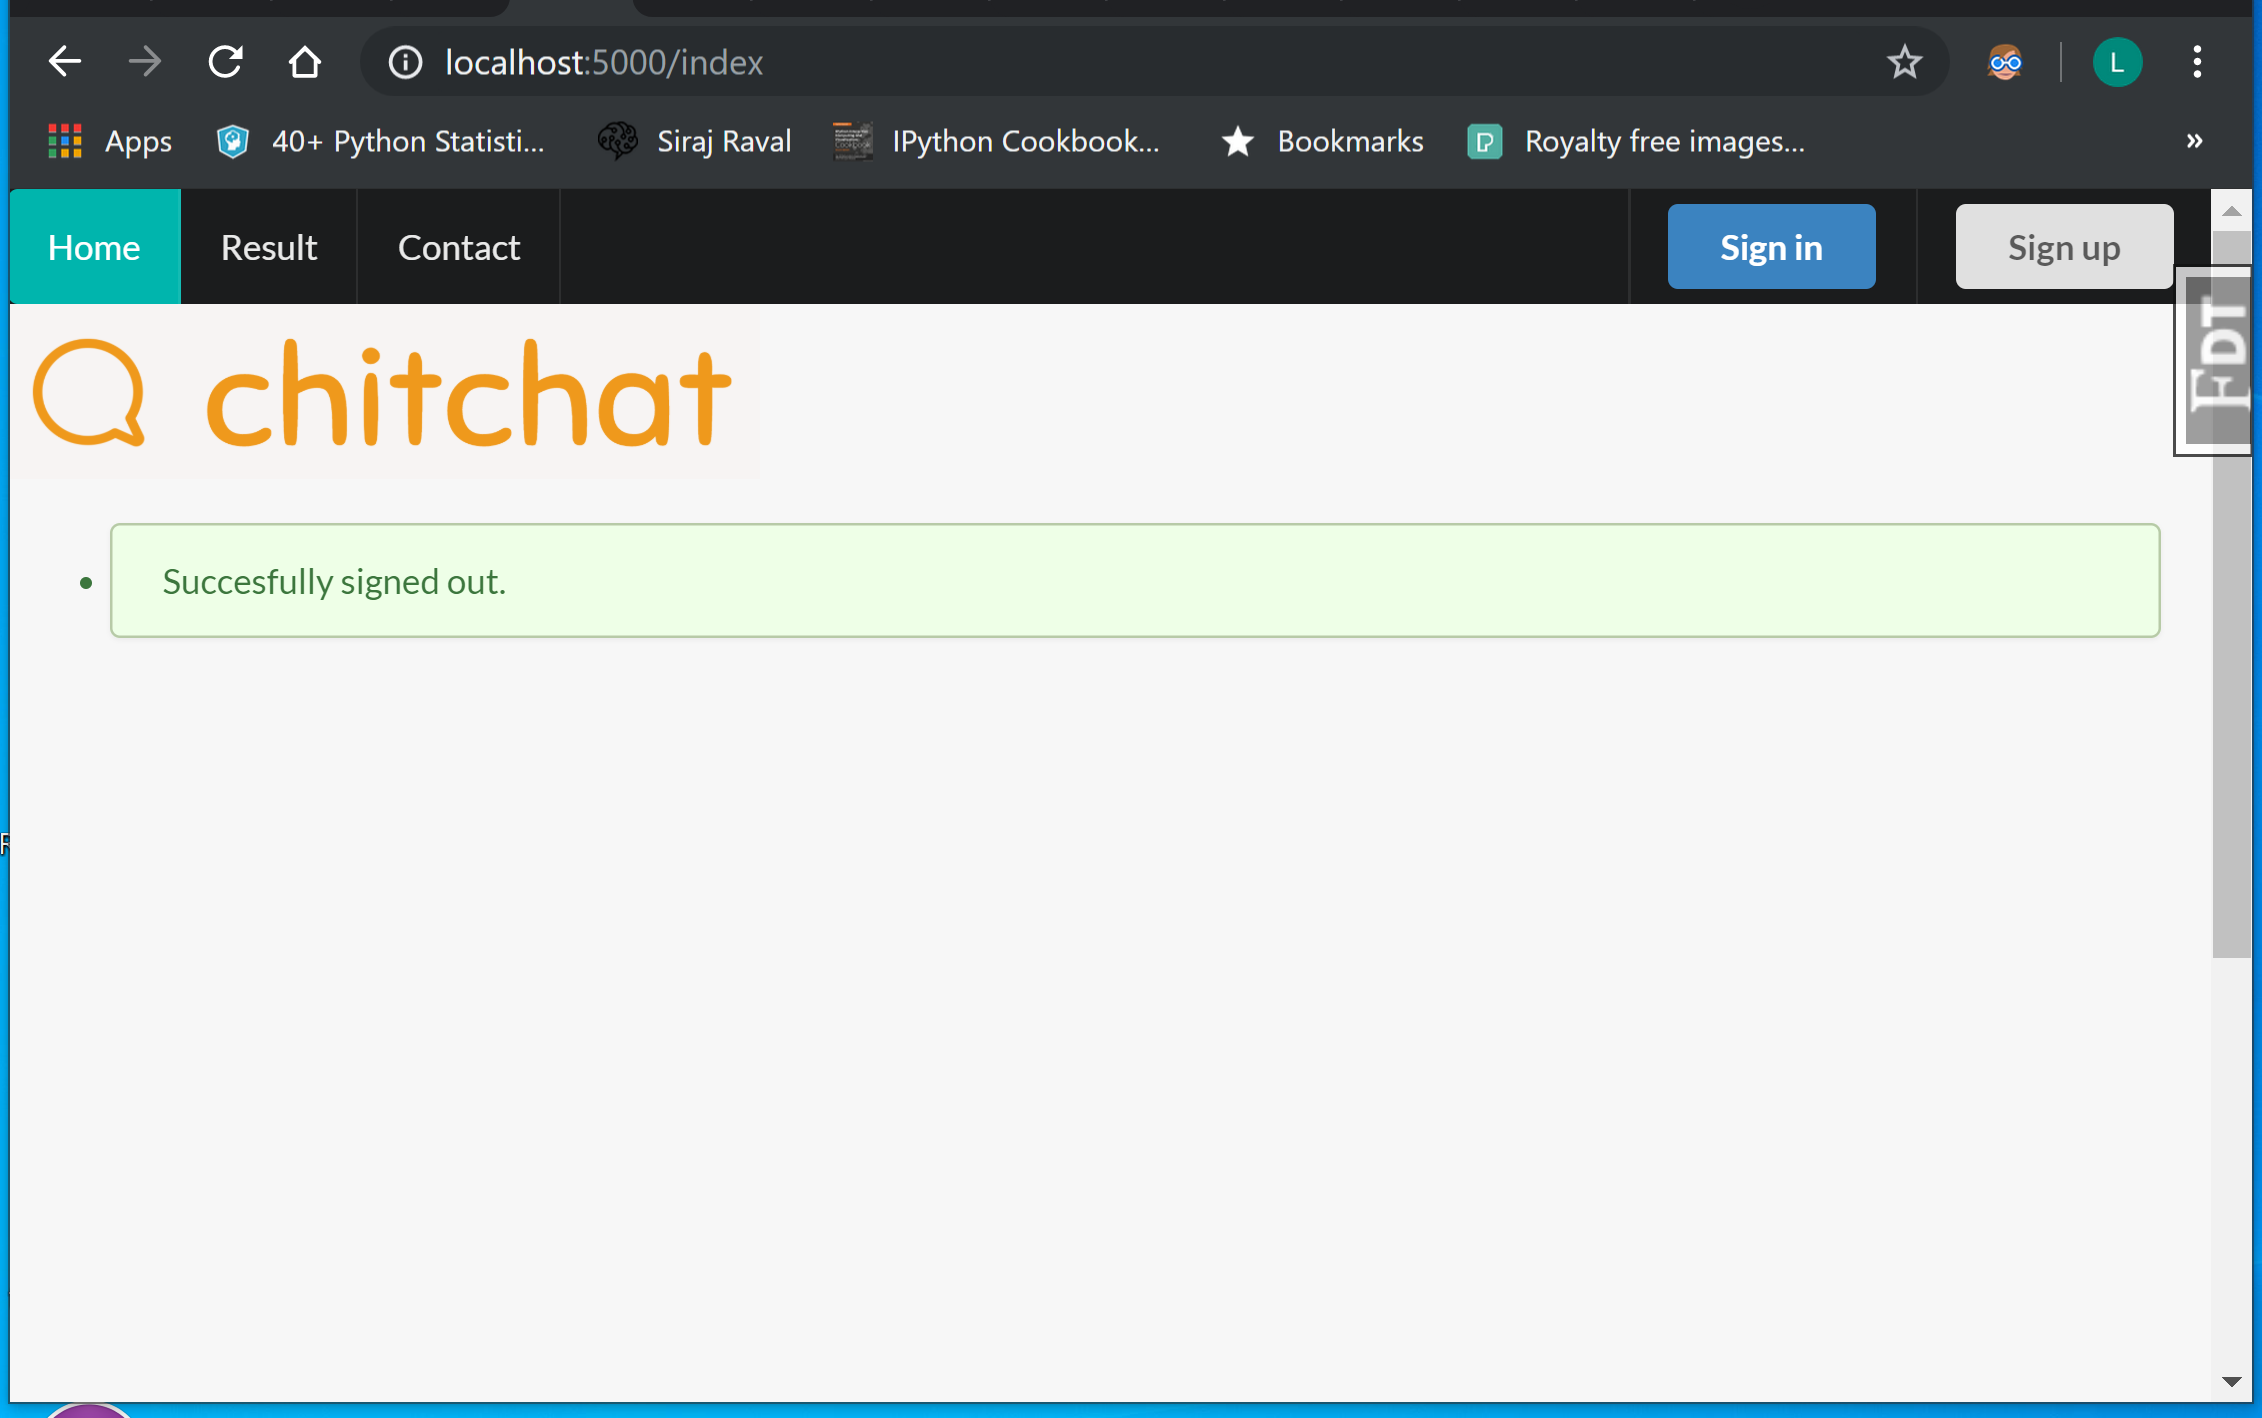 localhost:5000/index
L
Apps 40+ Python Statisti... Siraj Raval IPython Cookbook... Bookmarks Royalty free images... »
Home Result Contact Sign in Sign up
FDT
chitchat
Succesfully signed out.